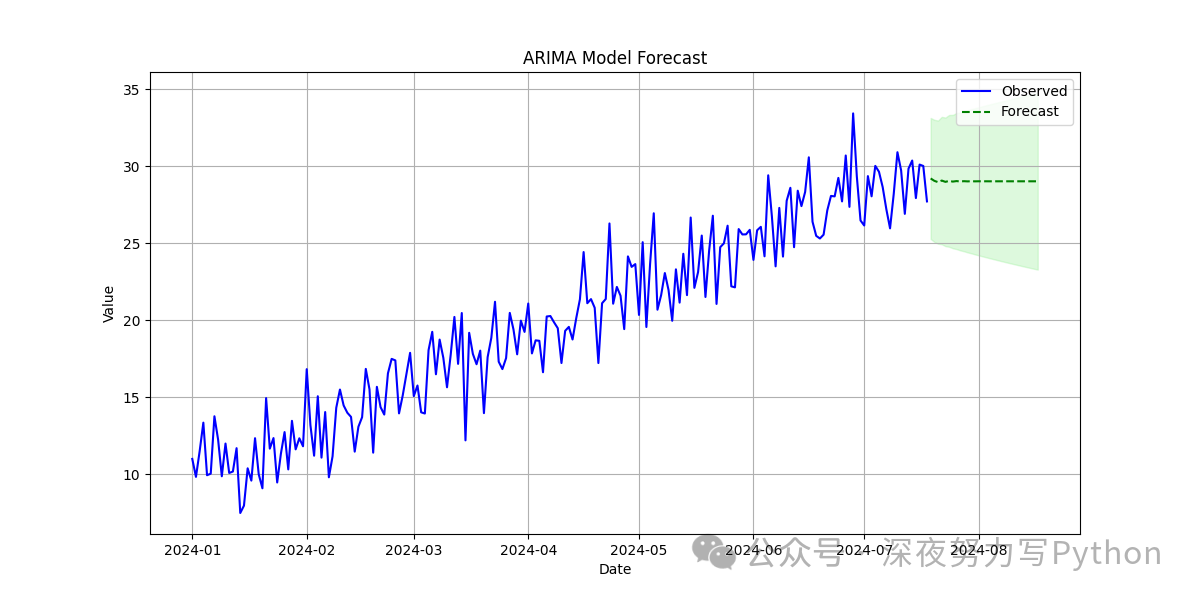 ARIMA Model Forecast
Observed
Forecast
35
30
25
20
15
10
Value
2024-01
2024-02
2024-03
2024-04
2024-05
2024-06
2024-07
2024-08
Date
公众号 · 深夜努力写Python